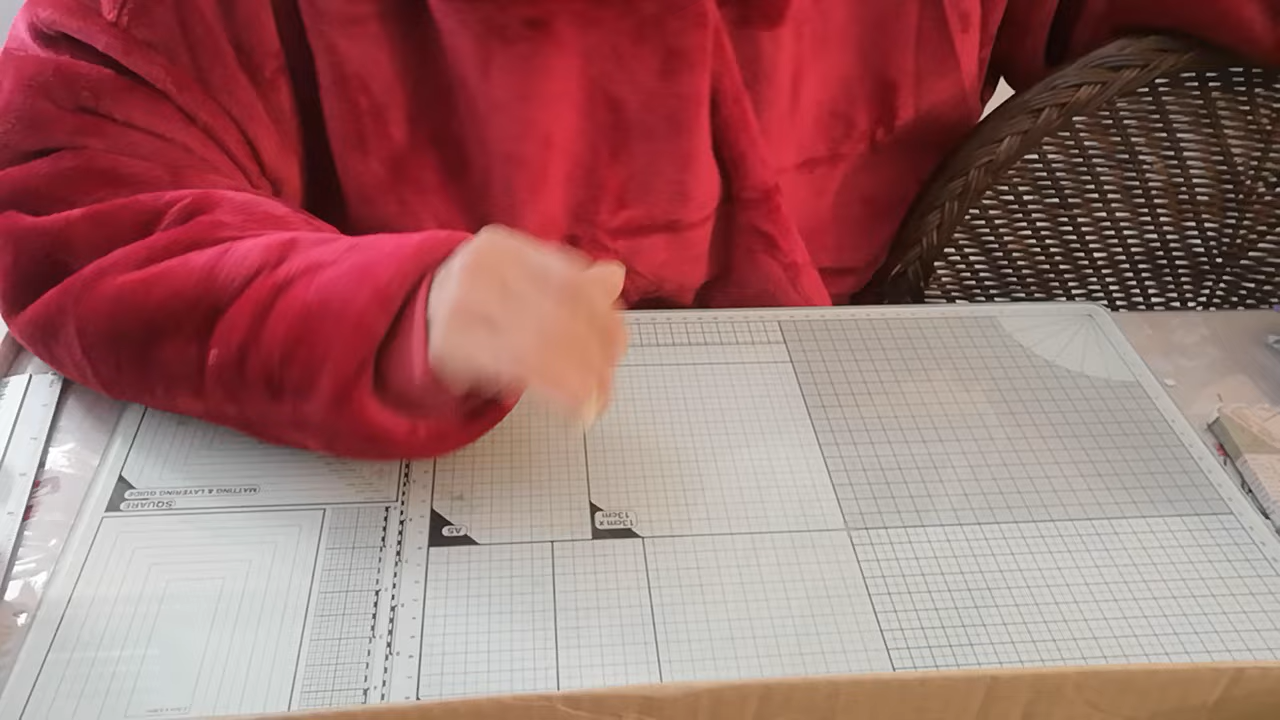 MATTING & LAYERING GUIDE
SQUARE
A5
13cm x
13cm